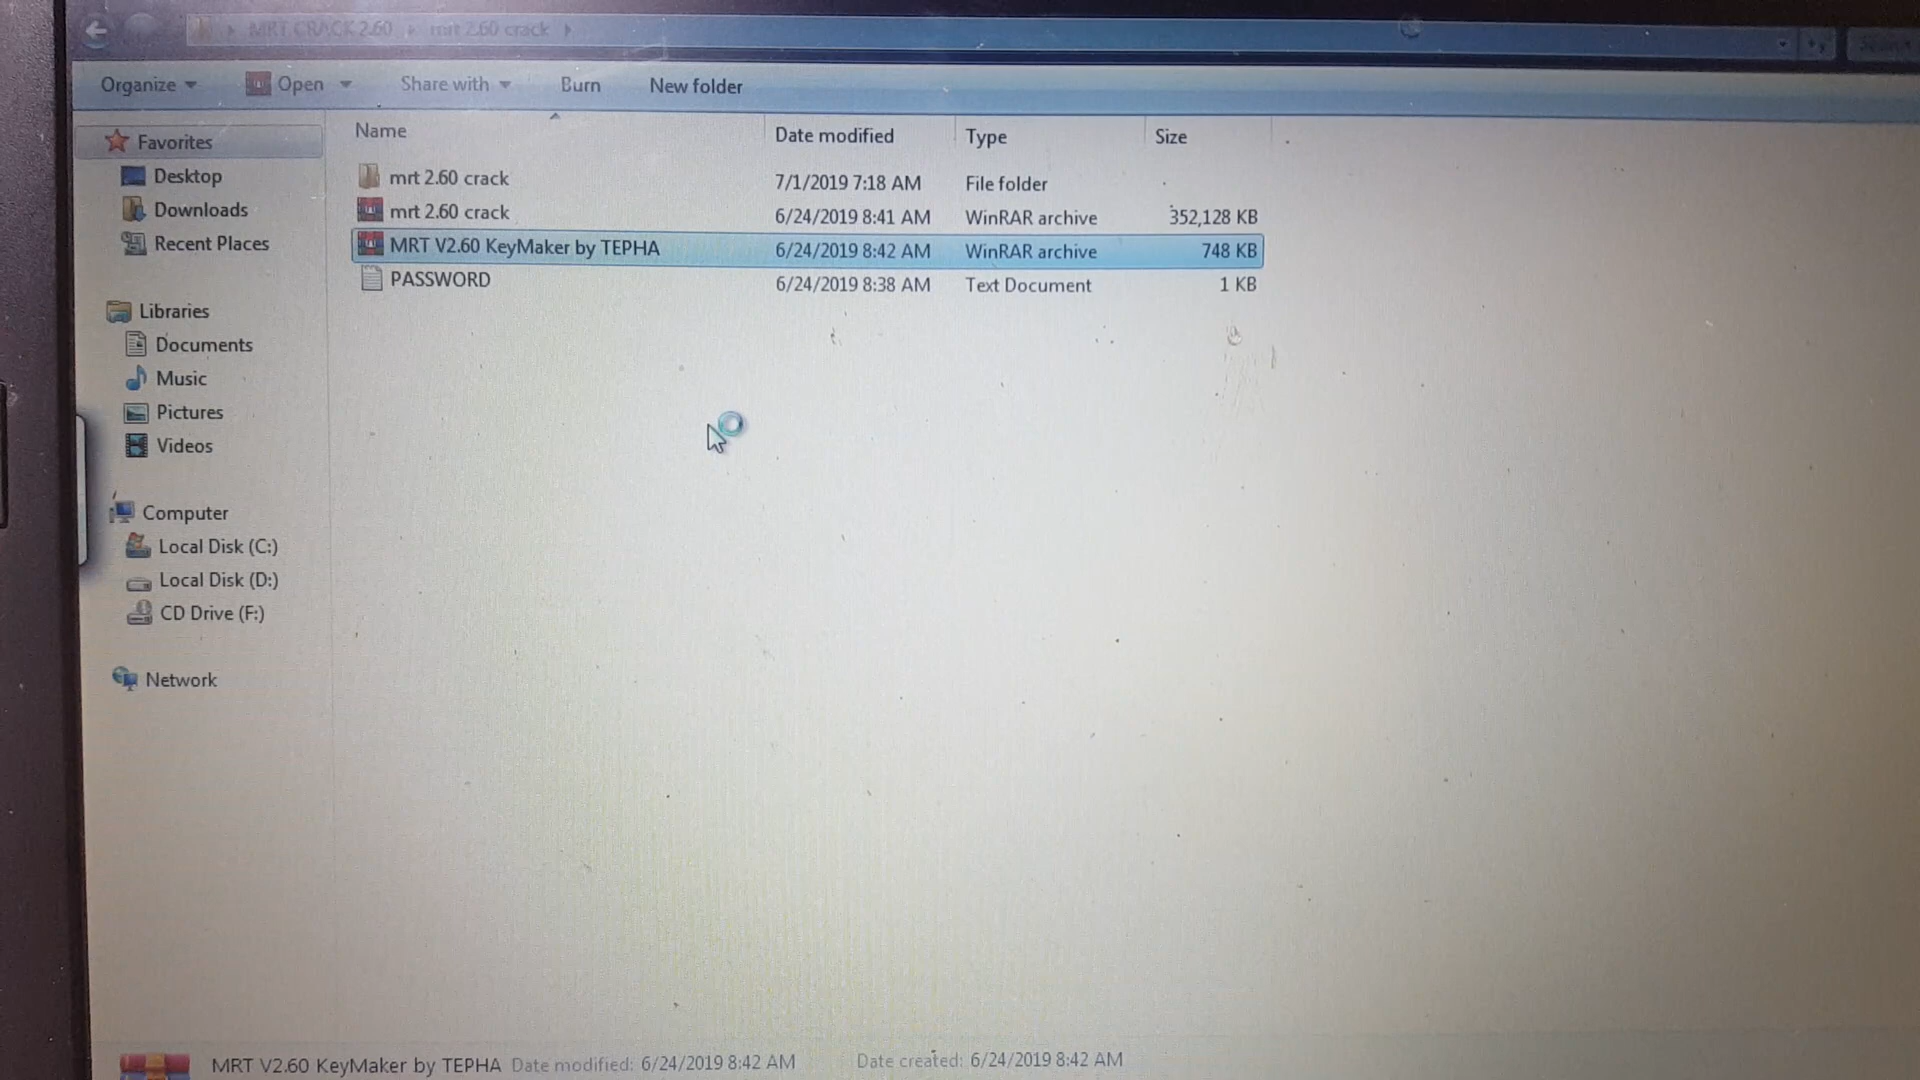 MRT CRACK 2.60 mrt 2.60 crack
Organize Open Share with Burn New folder
Name Date modified Type Size
Favorites
Desktop
Downloads
Recent Places
Libraries
Documents
Music
Pictures
Videos
Computer
Local Disk (C:)
Local Disk (D:)
CD Drive (F:)
Network
mrt 2.60 crack 7/1/2019 7:18 AM File folder
mrt 2.60 crack 6/24/2019 8:41 AM WinRAR archive 352,128 KB
MRT V2.60 KeyMaker by TEPHA 6/24/2019 8:42 AM WinRAR archive 748 KB
PASSWORD 6/24/2019 8:38 AM Text Document 1 KB
MRT V2.60 KeyMaker by TEPHA Date modified: 6/24/2019 8:42 AM Date created: 6/24/2019 8:42 AM